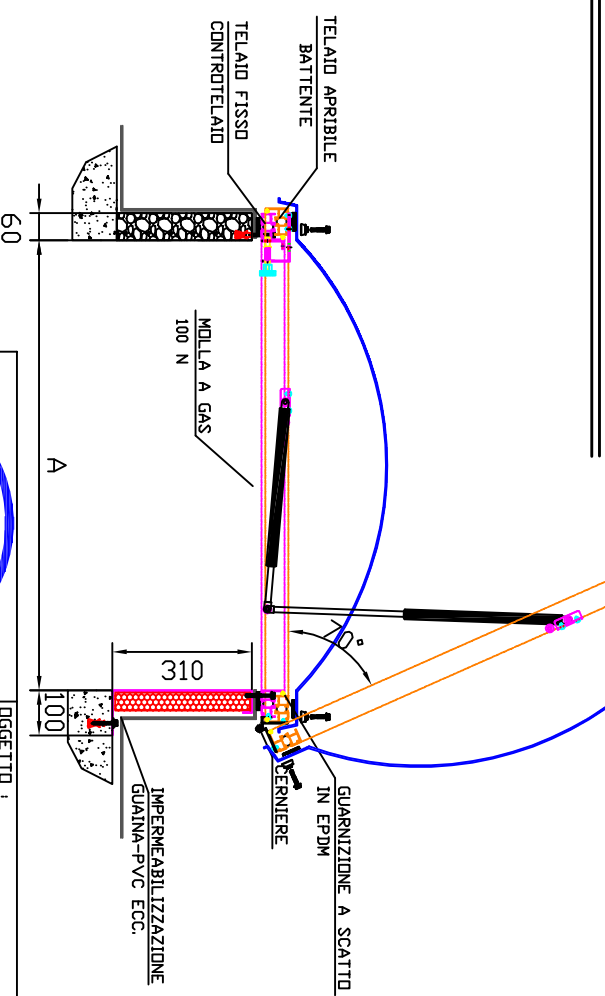 TELAIO APRIBILE
BATTENTE
TELAIO FISSO
CONTROTELAIO
MOLLA A GAS
100 N
70°
GUARNIZIONE A SCATTO
IN EPDM
CERNIERE
IMPERMEABILIZZAZIONE
GUAINA-PVC ECC.
60
A
310
100
OGGETTO :